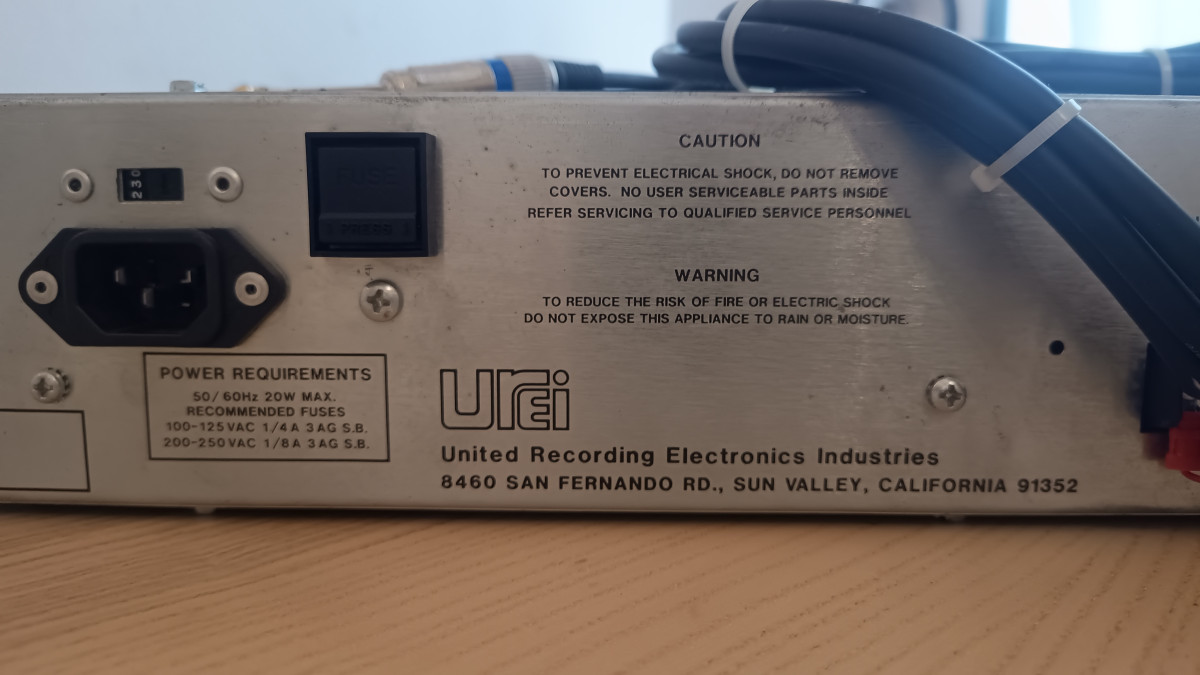 230
FUSE
PRESS
CAUTION
TO PREVENT ELECTRICAL SHOCK, DO NOT REMOVE
COVERS. NO USER SERVICEABLE PARTS INSIDE
REFER SERVICING TO QUALIFIED SERVICE PERSONNEL
WARNING
TO REDUCE THE RISK OF FIRE OR ELECTRIC SHOCK
DO NOT EXPOSE THIS APPLIANCE TO RAIN OR MOISTURE.
POWER REQUIREMENTS
50/60Hz 20W MAX.
RECOMMENDED FUSES
100-125VAC 1/4A 3AG S.B.
200-250VAC 1/8A 3AG S.B.
urei
United Recording Electronics Industries
8460 SAN FERNANDO RD., SUN VALLEY, CALIFORNIA 91352